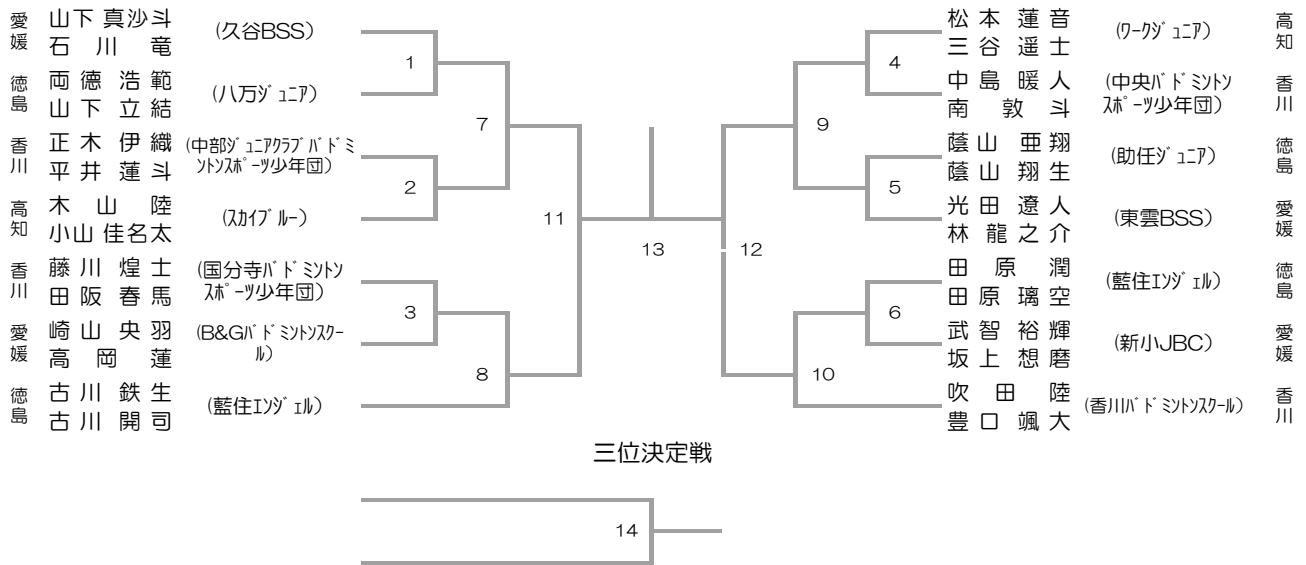 愛媛 山下 真沙斗 (久谷BSS)
石川 竜
1
徳島 両德浩範 (八万ｼﾞｭﾆｱ)
山下立結
7
香川 正木伊織 (中部ｼﾞｭﾆｱｸﾗﾌﾞﾊﾞﾄﾞﾐﾝﾄﾝｽﾎﾟｰﾂ少年団)
平井蓮斗
2
高知 木山陸 (ｽｶｲﾌﾞﾙｰ)
小山 佳名太
11
香川 藤川煌士 (国分寺ﾊﾞﾄﾞﾐﾝﾄﾝｽﾎﾟｰﾂ少年団)
田阪春馬
3
愛媛 崎山央羽 (B&Gﾊﾞﾄﾞﾐﾝﾄﾝｽｸｰﾙ)
高岡蓮
8
徳島 古川鉄生 (藍住ｴﾝｼﾞｪﾙ)
古川開司
13
松本蓮音 (ﾜｰｸｼﾞｭﾆｱ) 高知
三谷遥士
4
中島暖人 (中央ﾊﾞﾄﾞﾐﾝﾄﾝｽﾎﾟｰﾂ少年団) 香川
南敦斗
9
蔭山亜翔 (助任ｼﾞｭﾆｱ) 徳島
蔭山翔生
5
光田遼人 (東雲BSS) 愛媛
林龍之介
12
田原潤 (藍住ｴﾝｼﾞｪﾙ) 徳島
田原璃空
6
武智裕輝 (新小JBC) 愛媛
坂上想磨
10
吹田陸 (香川ﾊﾞﾄﾞﾐﾝﾄﾝｽｸｰﾙ) 香川
豊口颯大
三位決定戦
14